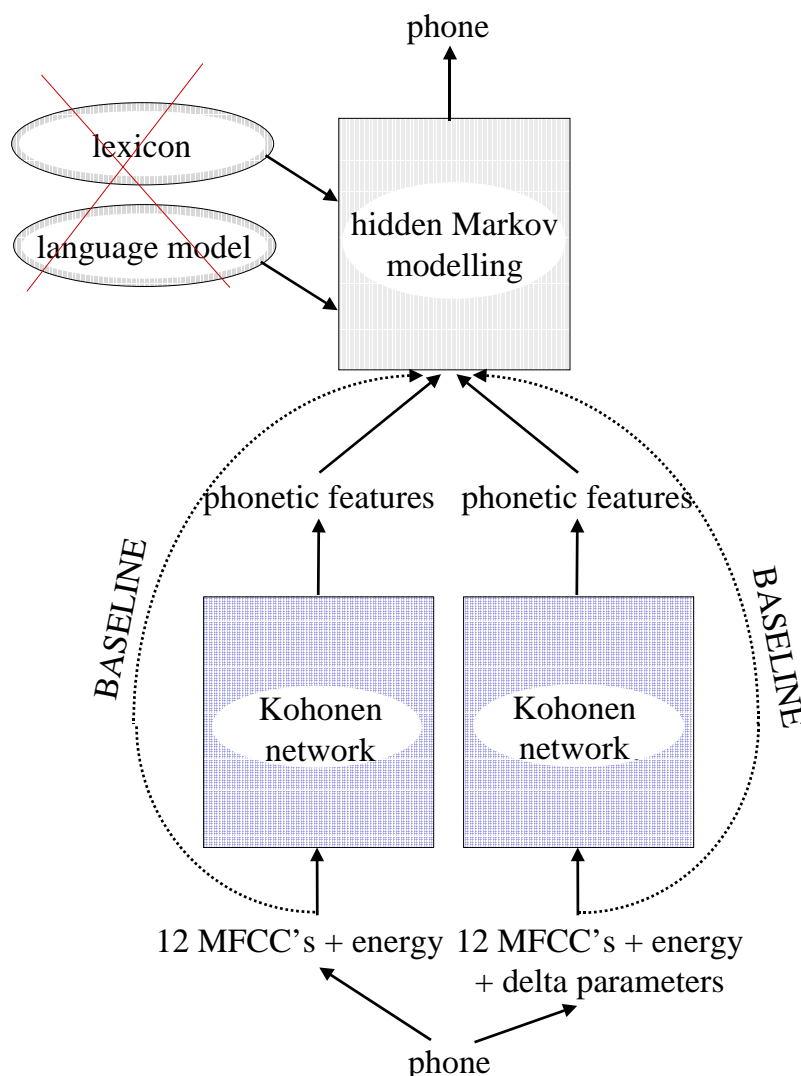 phone
lexicon
language model
hidden Markov
modelling
phonetic features
phonetic features
BASELINE
BASELINE
Kohonen
network
Kohonen
network
12 MFCC's + energy
12 MFCC's + energy
+ delta parameters
phone